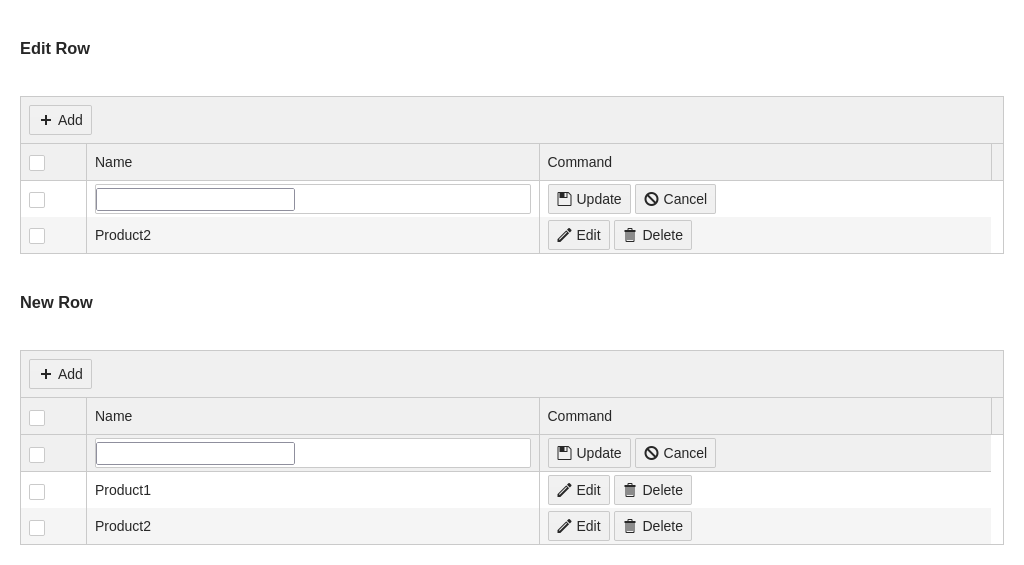 Edit Row
Add
Name Command
Update Cancel
Product2 Edit Delete
New Row
Add
Name Command
Update Cancel
Product1 Edit Delete
Product2 Edit Delete